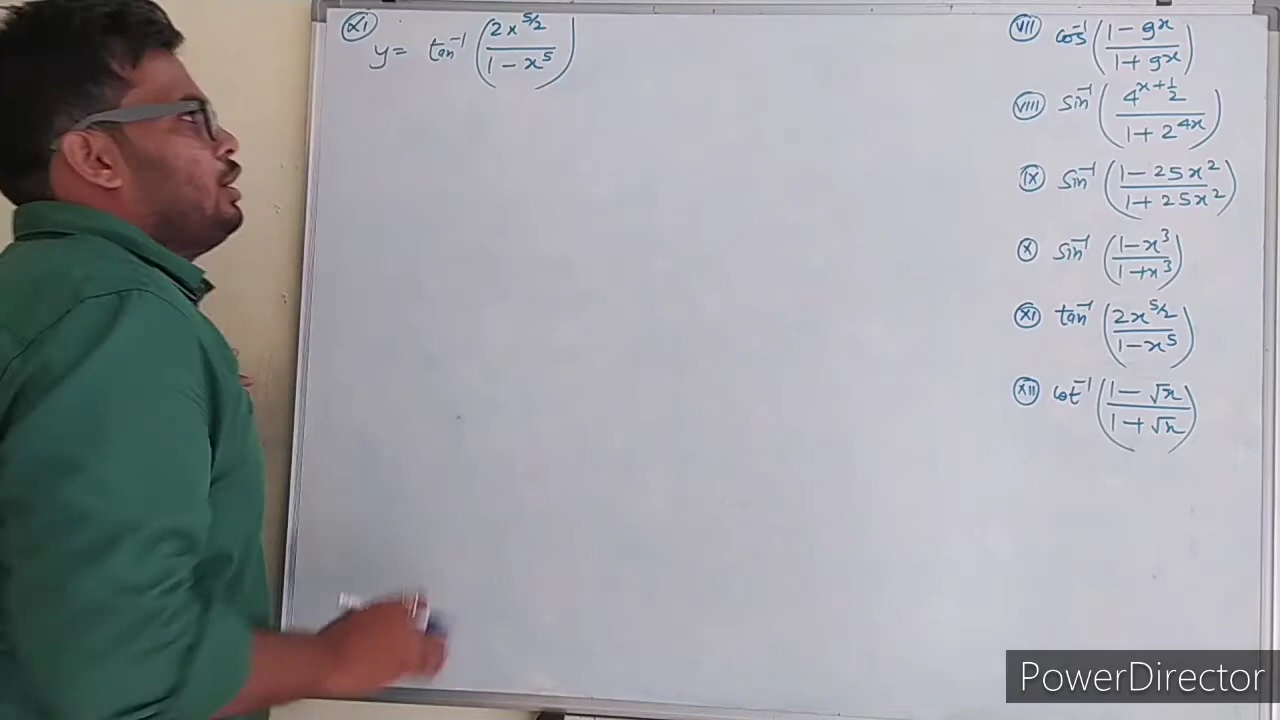 (xi) y = tan⁻¹ (2x^5/2 / 1 - x^5)
(vii) cos⁻¹ (1 - 9^x / 1 + 9^x)
(viii) sin⁻¹ (4^x+1/2 / 1 + 2^4x)
(ix) sin⁻¹ (1 - 25x² / 1 + 25x²)
(x) sin⁻¹ (1 - x³ / 1 + x³)
(xi) tan⁻¹ (2x^5/2 / 1 - x^5)
(xii) cot⁻¹ (1 - √x / 1 + √x)
PowerDirector